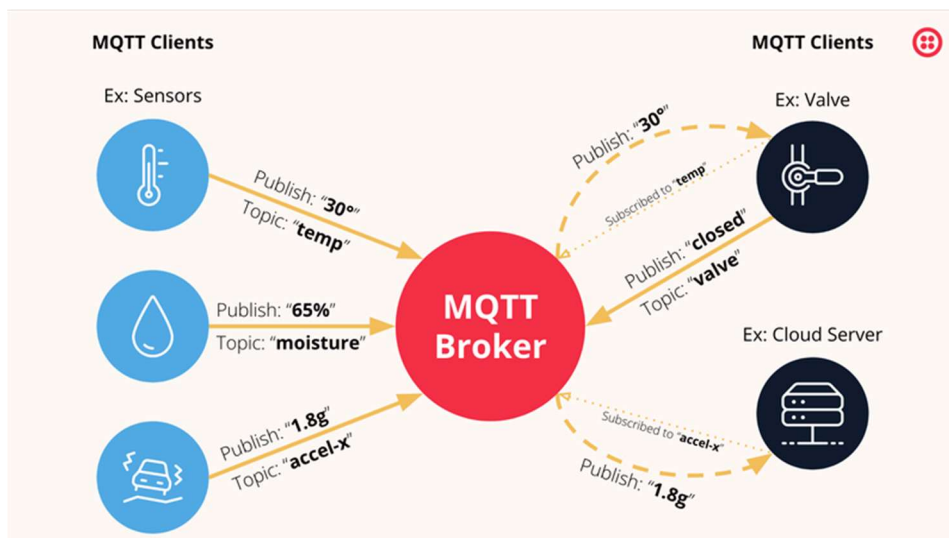 MQTT Clients
Ex: Sensors
Publish: “30°”
Topic: “temp”
Publish: “65%”
Topic: “moisture”
Publish: “1.8g”
Topic: “accel-x”
MQTT
Broker
MQTT Clients
Ex: Valve
Publish: “30°”
Subscribed to “temp”
Publish: “closed”
Topic: “valve”
Ex: Cloud Server
Subscribed to “accel-x”
Publish: “1.8g”